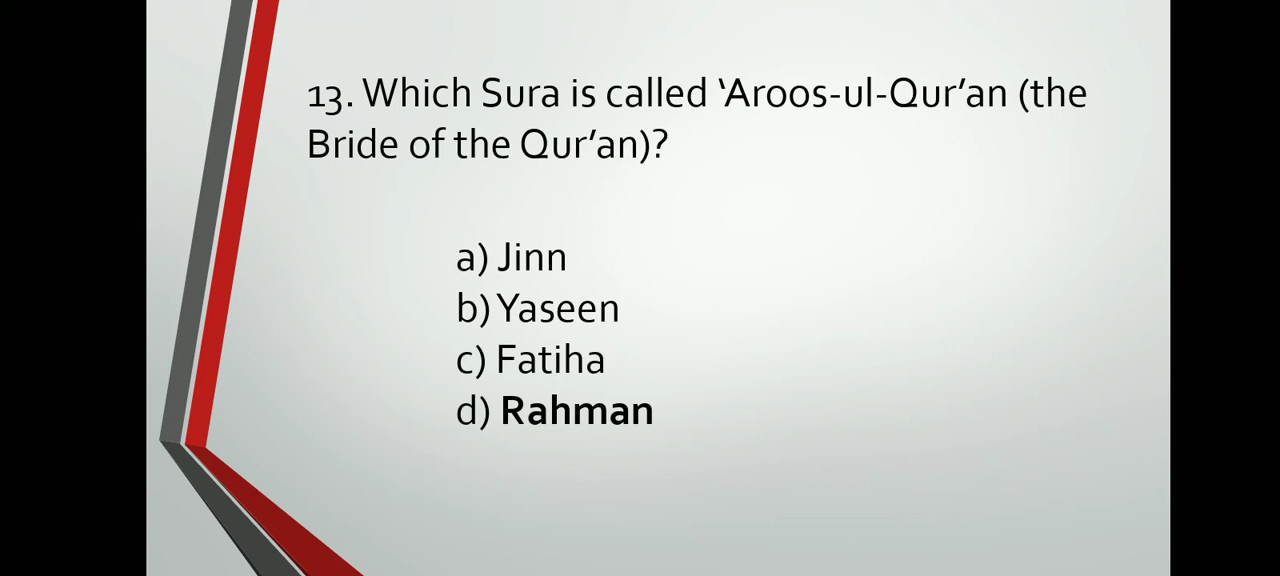 13. Which Sura is called ‘Aroos-ul-Qur’an (the
Bride of the Qur’an)?
a) Jinn
b) Yaseen
c) Fatiha
d) Rahman